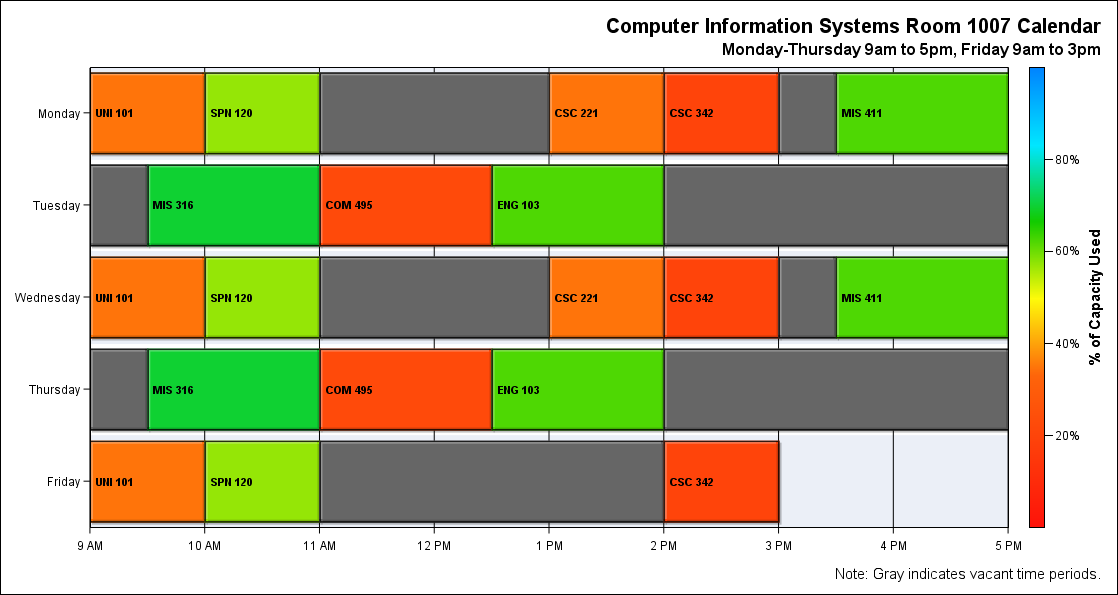 Computer Information Systems Room 1007 Calendar
Monday-Thursday 9am to 5pm, Friday 9am to 3pm
Monday
UNI 101
SPN 120
CSC 221
CSC 342
MIS 411
Tuesday
MIS 316
COM 495
ENG 103
Wednesday
UNI 101
SPN 120
CSC 221
CSC 342
MIS 411
Thursday
MIS 316
COM 495
ENG 103
Friday
UNI 101
SPN 120
CSC 342
9 AM
10 AM
11 AM
12 PM
1 PM
2 PM
3 PM
4 PM
5 PM
80%
60%
40%
20%
% of Capacity Used
Note: Gray indicates vacant time periods.